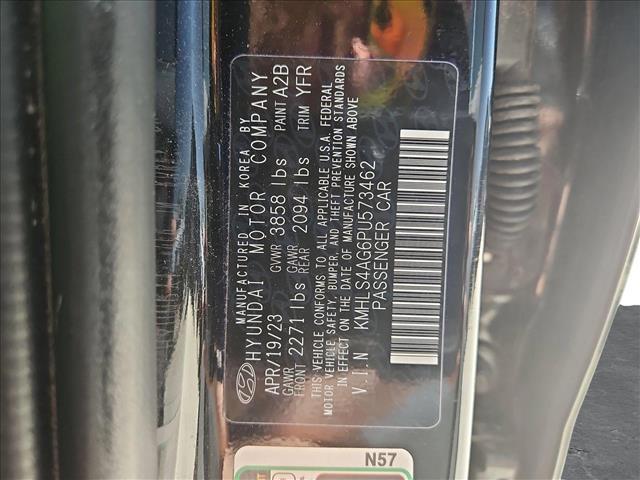 MANUFACTURED IN KOREA BY
HYUNDAI MOTOR COMPANY
APR/19/23 GVWR 3858 lbs PAINT A2B
GAWR FRONT 2271 lbs GAWR REAR 2094 lbs TRIM YFR
THIS VEHICLE CONFORMS TO ALL APPLICABLE U.S.A. FEDERAL
MOTOR VEHICLE SAFETY, BUMPER, AND THEFT PREVENTION STANDARDS
IN EFFECT ON THE DATE OF MANUFACTURE SHOWN ABOVE
V.I.N KMHLS4AG6PU573462
PASSENGER CAR
N57